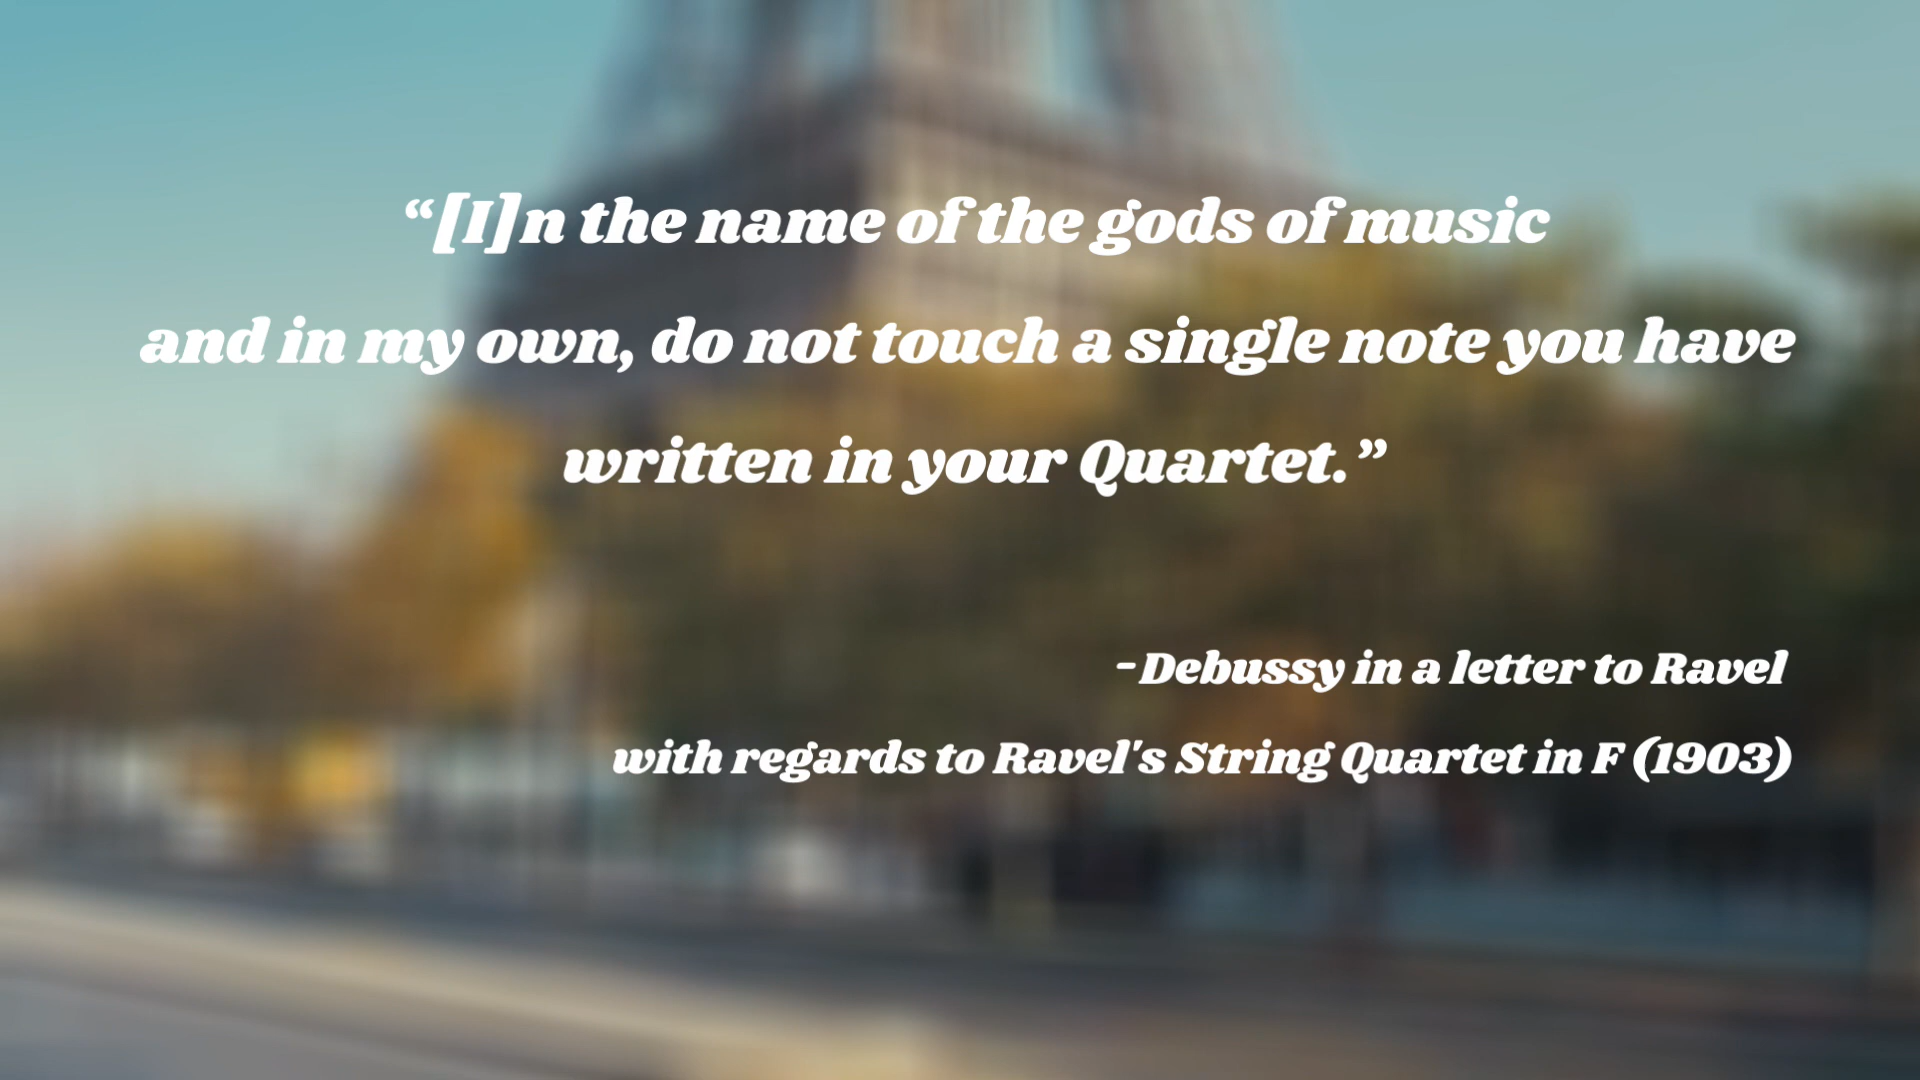 “[I]n the name of the gods of music
and in my own, do not touch a single note you have
written in your Quartet.”
-Debussy in a letter to Ravel
with regards to Ravel's String Quartet in F (1903)